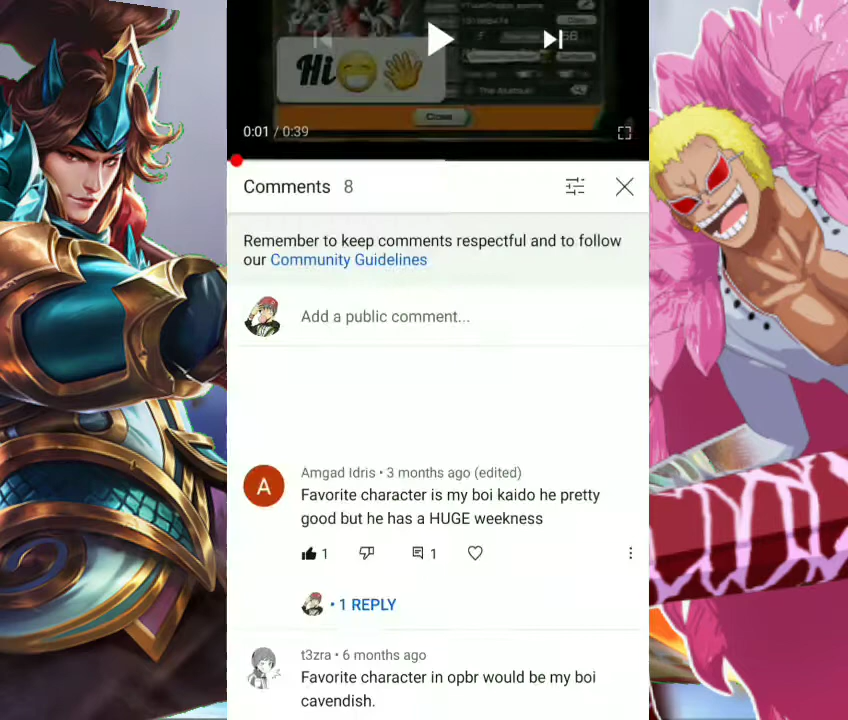 Hi
Close
0:01 / 0:39
Comments 8
Remember to keep comments respectful and to follow
our Community Guidelines
Add a public comment...
A
Amgad Idris • 3 months ago (edited)
Favorite character is my boi kaido he pretty
good but he has a HUGE weekness
1
1
• 1 REPLY
t3zra • 6 months ago
Favorite character in opbr would be my boi
cavendish.